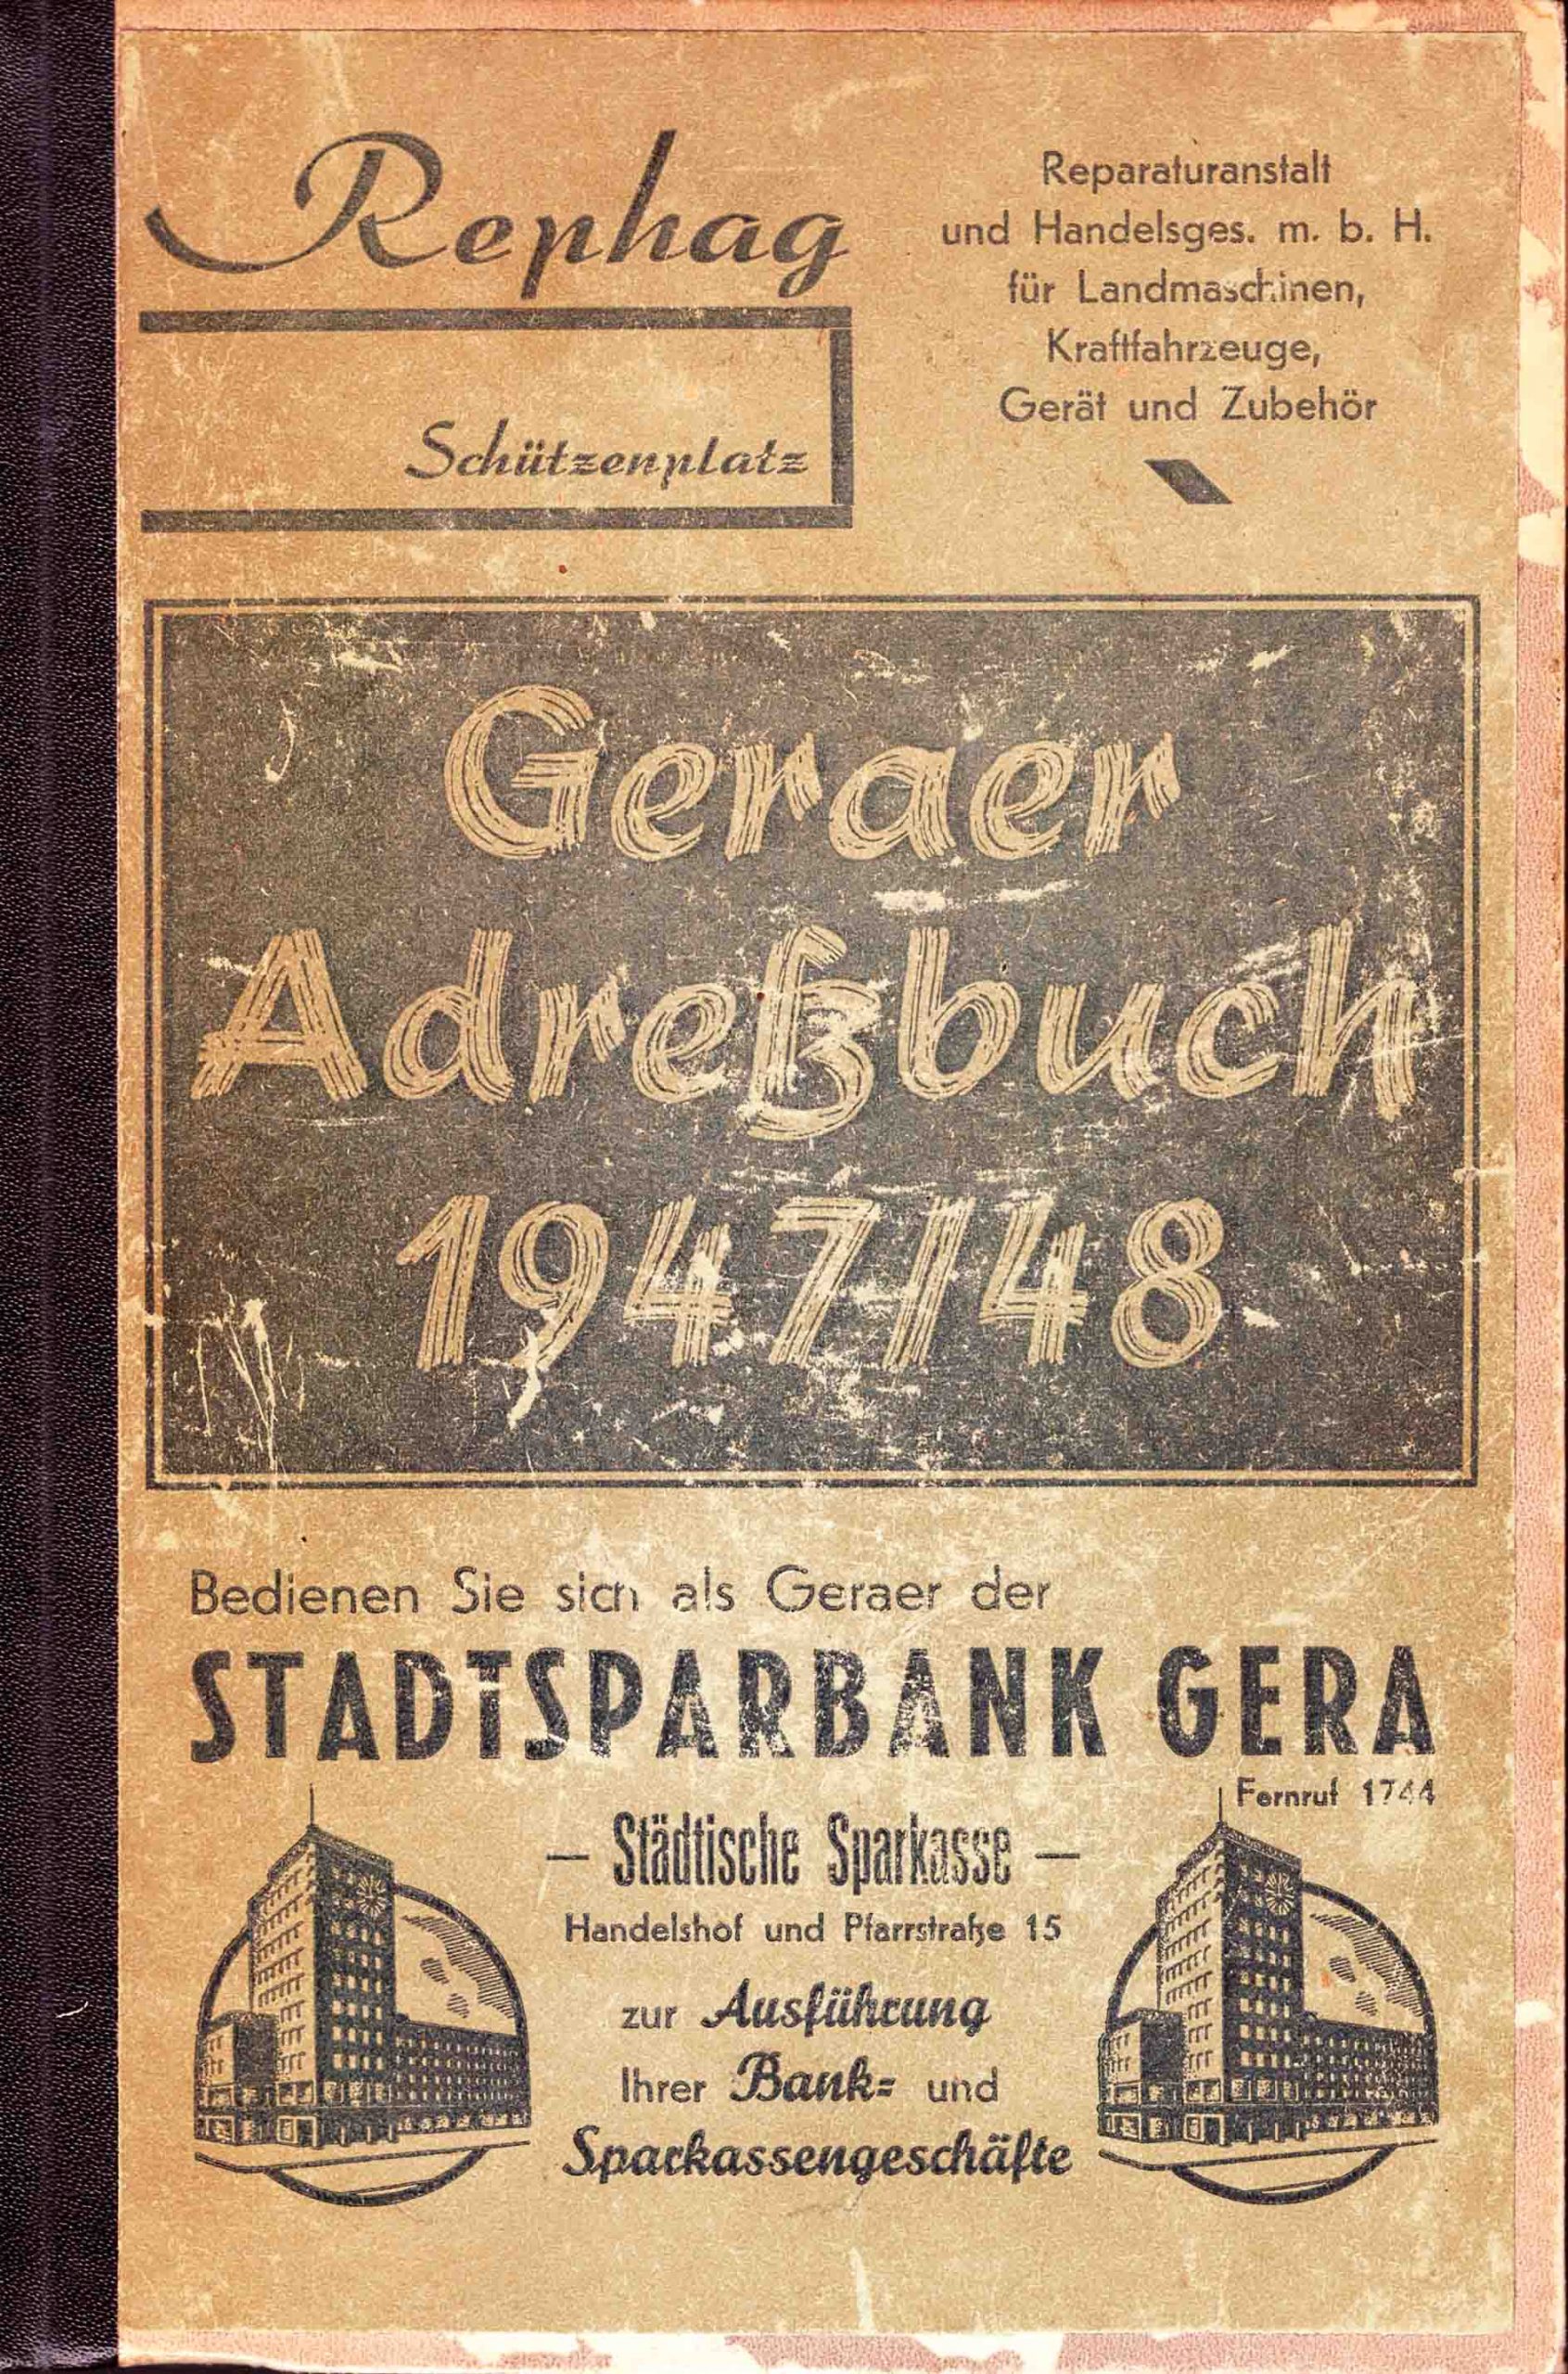 Rephag
Schützenplatz
Reparaturanstalt
und Handelsges. m. b. H.
für Landmaschinen,
Kraftfahrzeuge,
Gerät und Zubehör
Geraer
Adreßbuch
1947/48
Bedienen Sie sich als Geraer der
STADTSPARBANK GERA
Fernruf 1744
— Städtische Sparkasse —
Handelshof und Pfarrstraße 15
zur Ausführung
Ihrer Bank= und
Sparkassengeschäfte